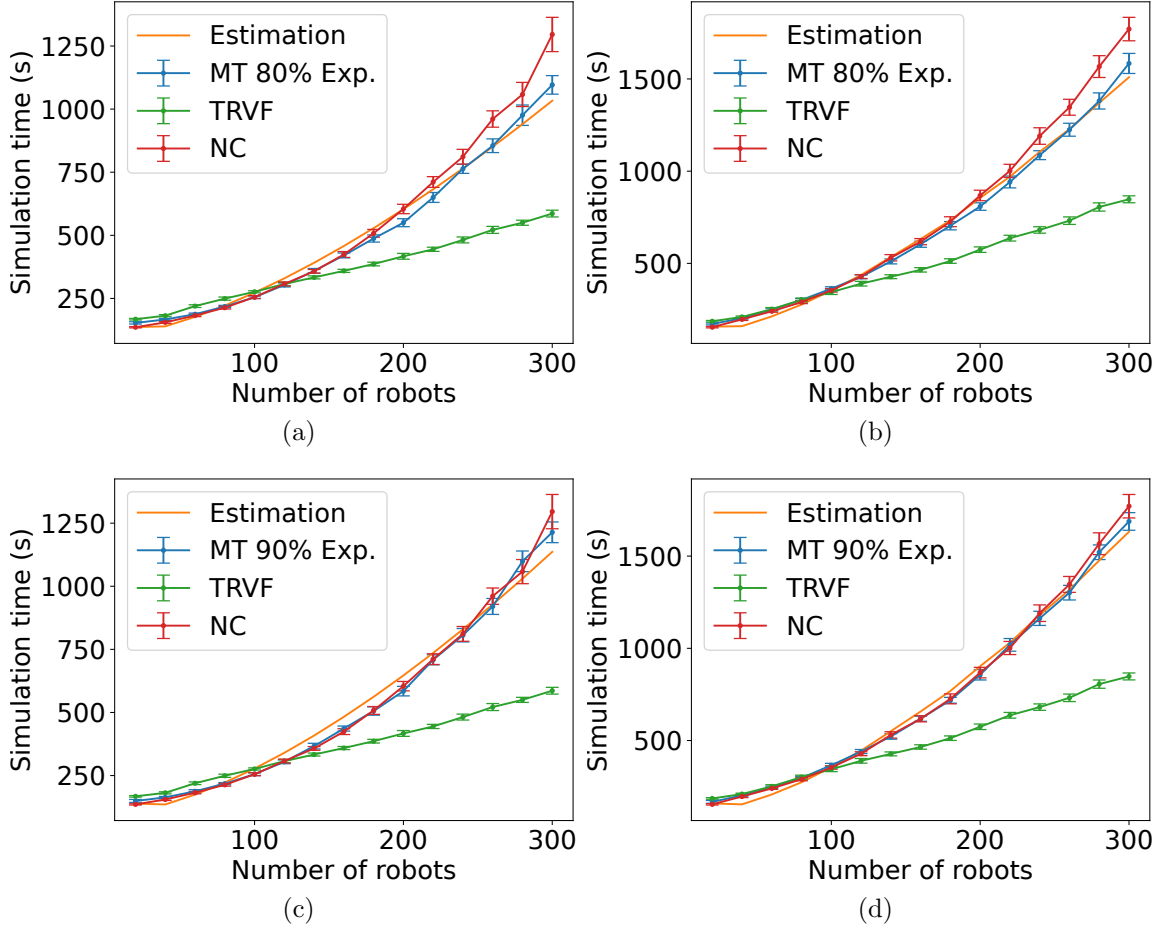 Simulation time (s)
1250
1000
750
500
250
Estimation
MT 80% Exp.
TRVF
NC
100
200
300
Number of robots
(a)
Simulation time (s)
1500
1000
500
Estimation
MT 80% Exp.
TRVF
NC
100
200
300
Number of robots
(b)
Simulation time (s)
1250
1000
750
500
250
Estimation
MT 90% Exp.
TRVF
NC
100
200
300
Number of robots
(c)
Simulation time (s)
1500
1000
500
Estimation
MT 90% Exp.
TRVF
NC
100
200
300
Number of robots
(d)